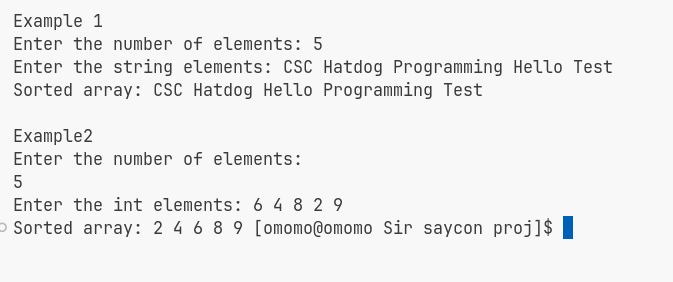 Example 1
Enter the number of elements: 5
Enter the string elements: CSC Hatdog Programming Hello Test
Sorted array: CSC Hatdog Hello Programming Test
Example2
Enter the number of elements:
5
Enter the int elements: 6 4 8 2 9
Sorted array: 2 4 6 8 9 [omomo@omomo Sir saycon proj]$